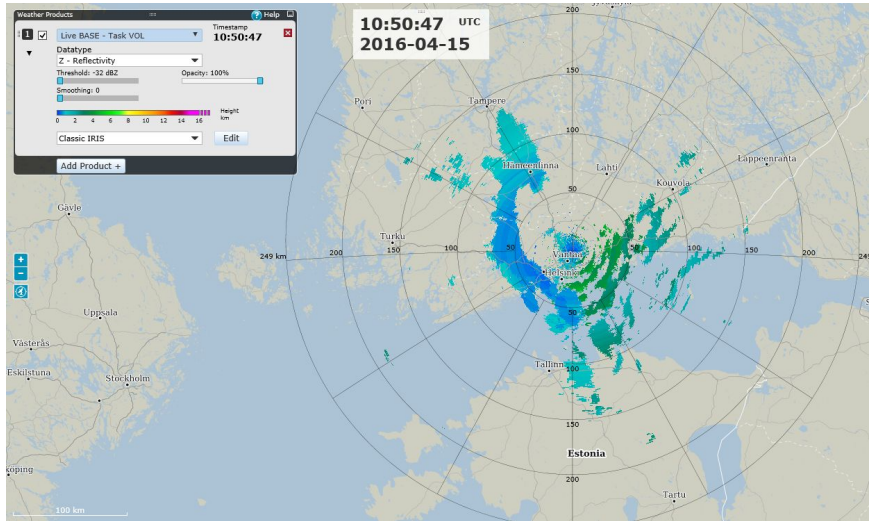 Weather Products
Help
1
Live BASE - Task VOL
Timestamp
10:50:47
Datatype
Z - Reflectivity
Threshold: -32 dBZ
Opacity: 100%
Smoothing: 0
0 2 4 6 8 10 12 14 16
Height
km
Classic IRIS
Edit
Add Product +
10:50:47 UTC
2016-04-15
200
150
100
50
Pori
Tampere
Hämeenlinna
Lahti
Kouvola
Lappeenranta
Gävle
Turku
249 km
200
150
100
50
50
100
150
200
249
Vantaa
Helsinki
Uppsala
Västerås
Eskilstuna
Stockholm
50
Tallinn
100
150
Estonia
200
Tartu
köping
100 km